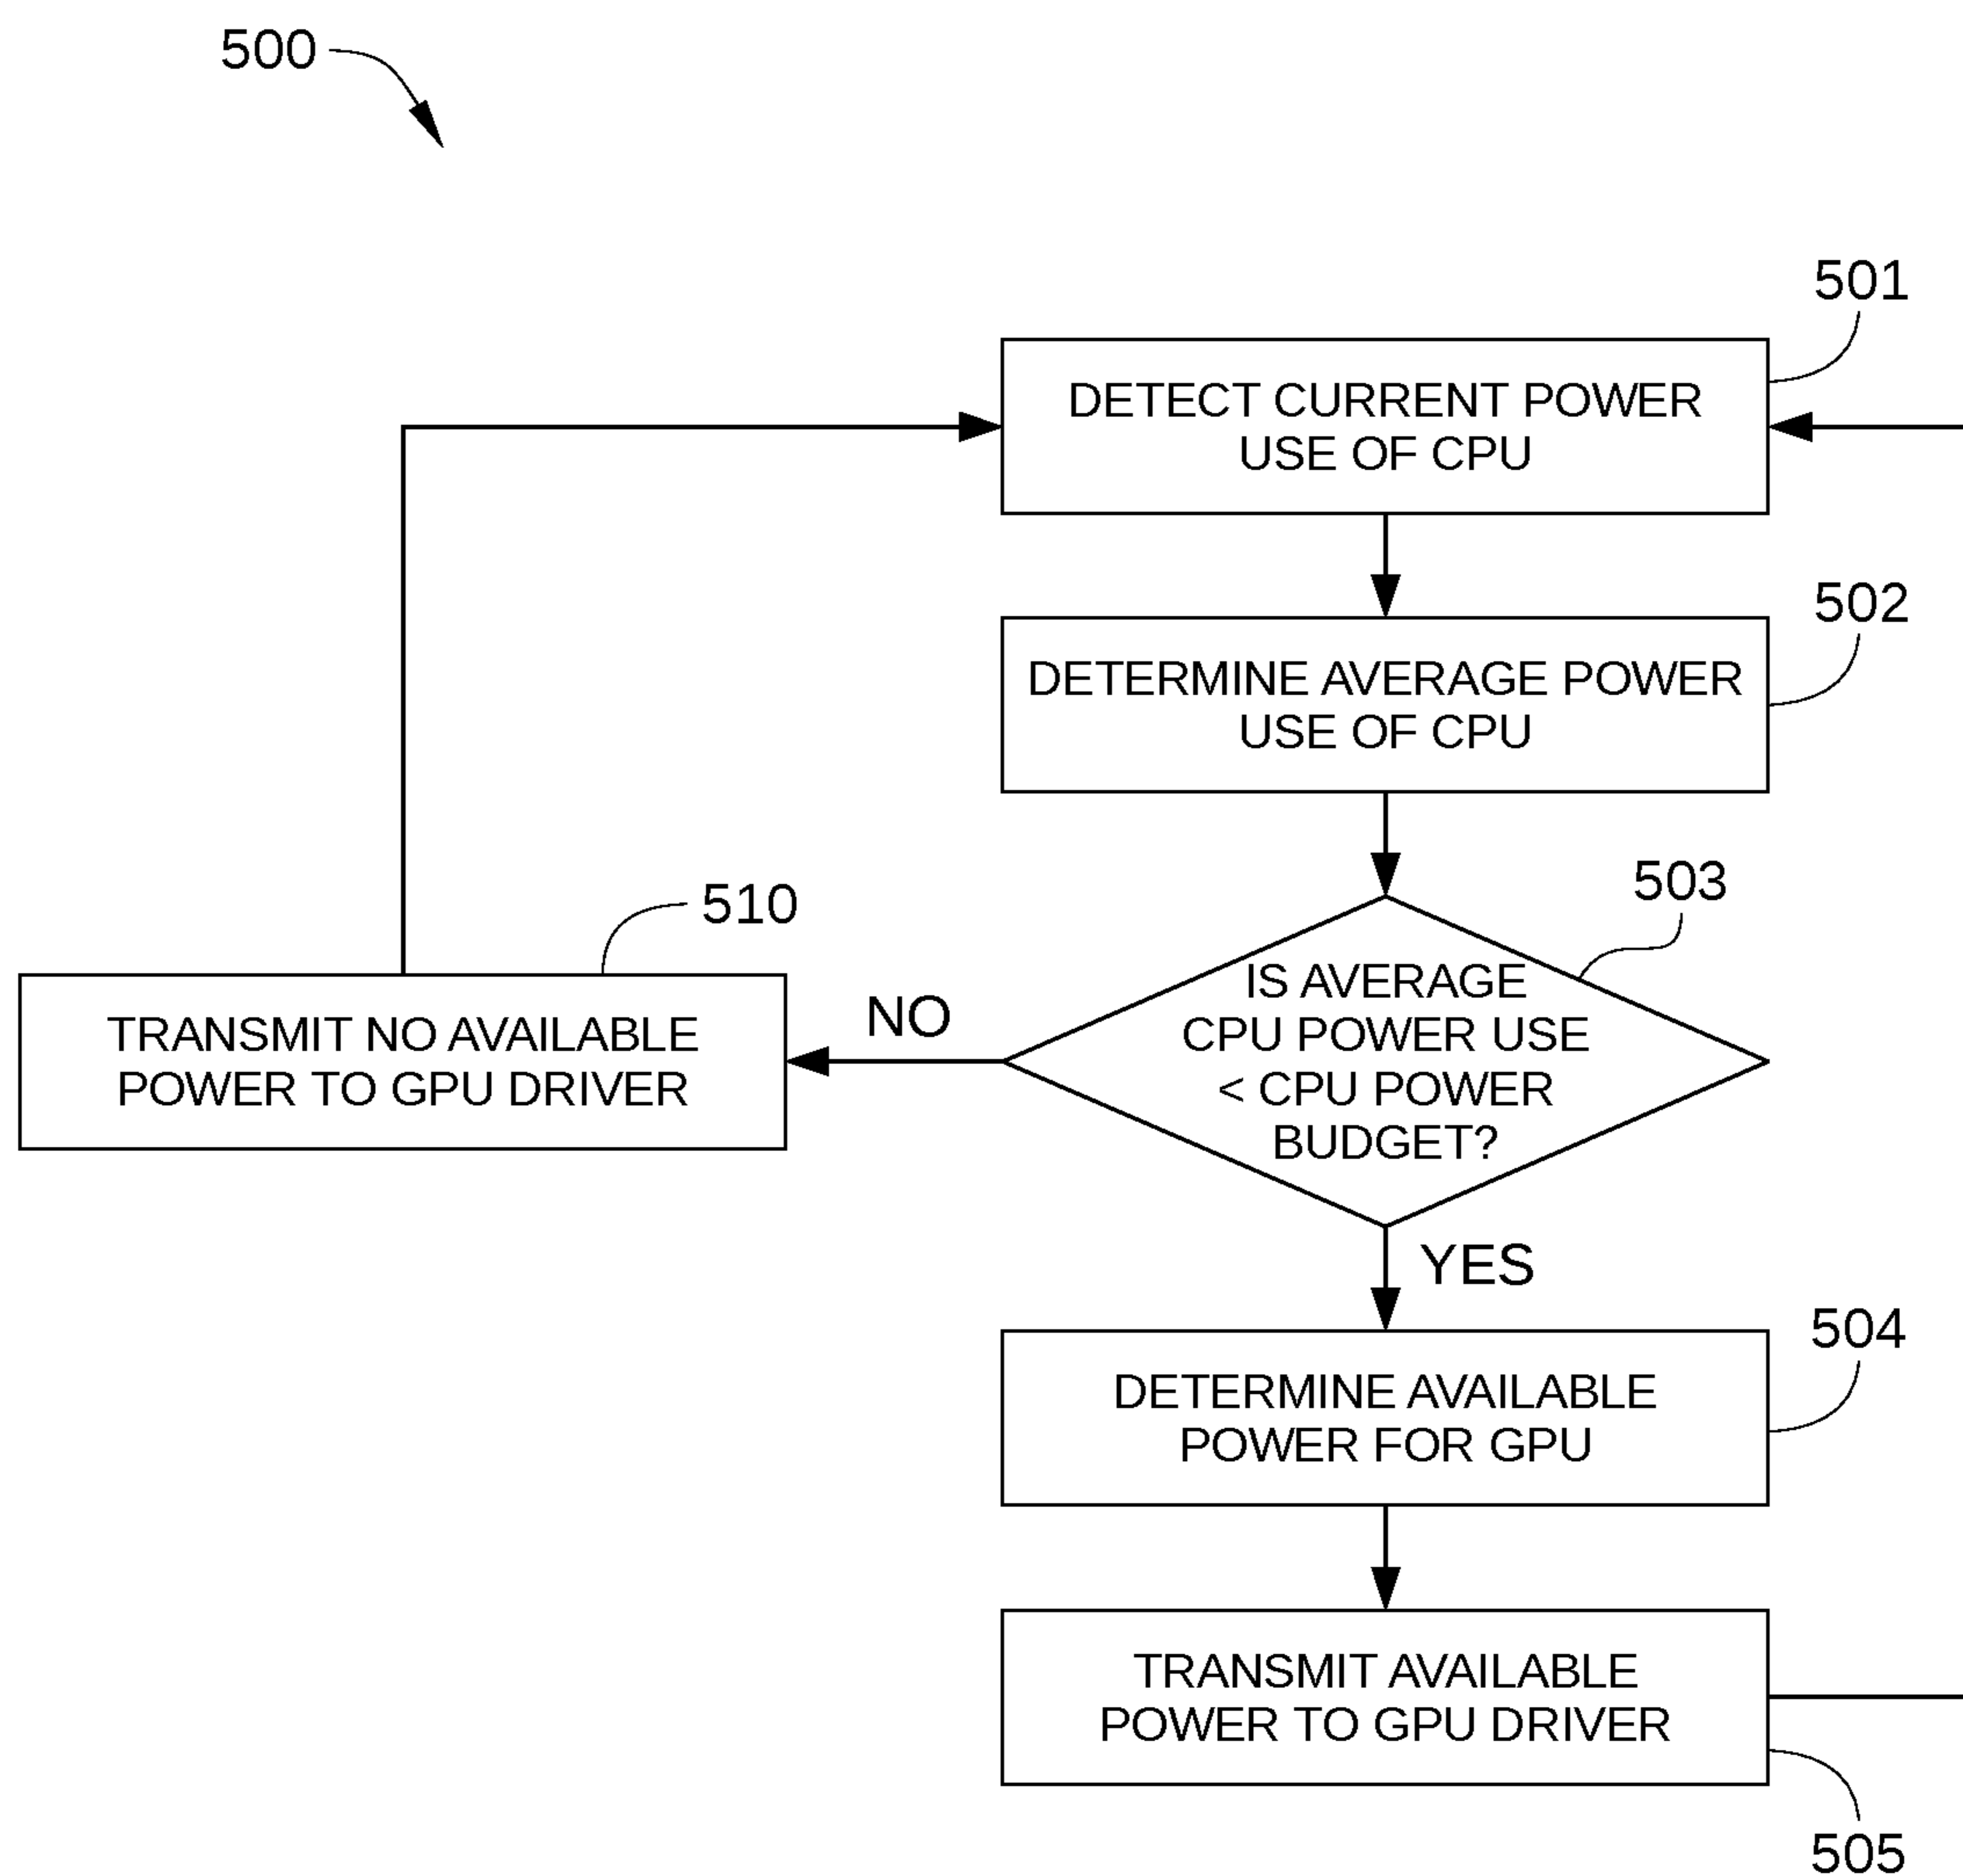 500
501
DETECT CURRENT POWER
USE OF CPU
502
DETERMINE AVERAGE POWER
USE OF CPU
503
IS AVERAGE
CPU POWER USE
< CPU POWER
BUDGET?
510
NO
TRANSMIT NO AVAILABLE
POWER TO GPU DRIVER
YES
504
DETERMINE AVAILABLE
POWER FOR GPU
TRANSMIT AVAILABLE
POWER TO GPU DRIVER
505